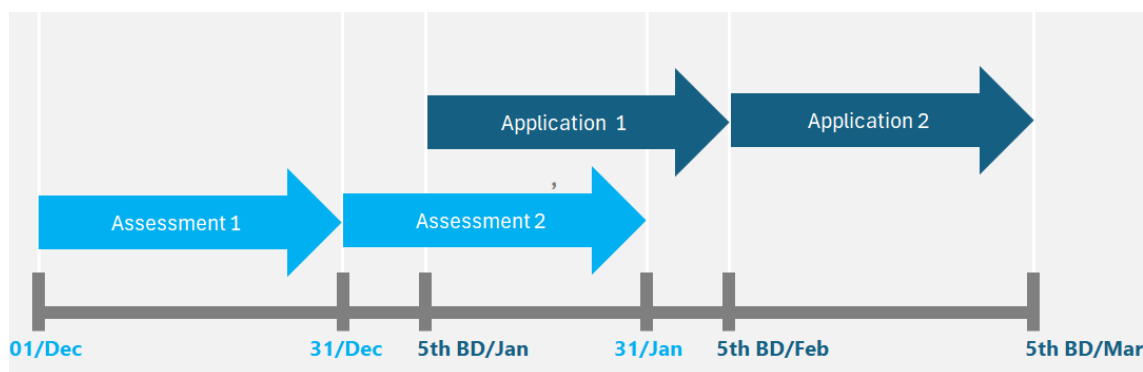 Application 1
Application 2
,
Assessment 1
Assessment 2
01/Dec
31/Dec
5th BD/Jan
31/Jan
5th BD/Feb
5th BD/Mar